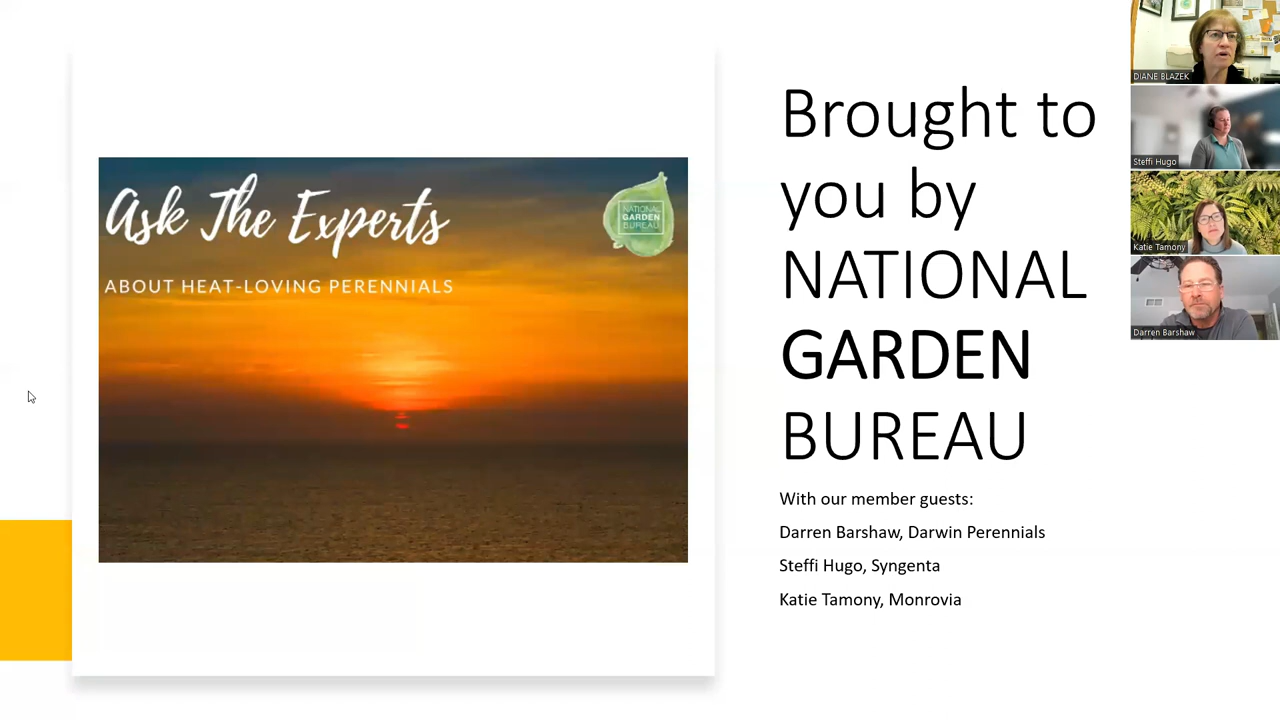 Ask The Experts
ABOUT HEAT-LOVING PERENNIALS
NATIONAL
GARDEN
BUREAU
Brought to
you by
NATIONAL
GARDEN
BUREAU
With our member guests:
Darren Barshaw, Darwin Perennials
Steffi Hugo, Syngenta
Katie Tamony, Monrovia
DIANE BLAZEK
Steffi Hugo
Katie Tamony
Darren Barshaw